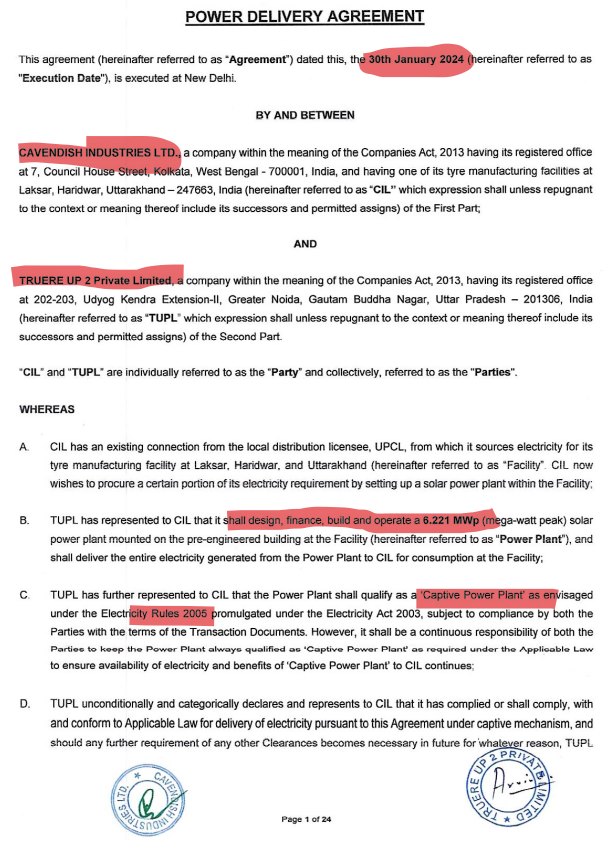 POWER DELIVERY AGREEMENT
This agreement (hereinafter referred to as “Agreement”) dated this, the 30th January 2024 (hereinafter referred to as
"Execution Date"), is executed at New Delhi.
BY AND BETWEEN
CAVENDISH INDUSTRIES LTD., a company within the meaning of the Companies Act, 2013 having its registered office
at 7, Council House Street, Kolkata, West Bengal - 700001, India, and having one of its tyre manufacturing facilities at
Laksar, Haridwar, Uttarakhand – 247663, India (hereinafter referred to as “CIL” which expression shall unless repugnant
to the context or meaning thereof include its successors and permitted assigns) of the First Part;
AND
TRUERE UP 2 Private Limited, a company within the meaning of the Companies Act, 2013, having its registered office
at 202-203, Udyog Kendra Extension-II, Greater Noida, Gautam Buddha Nagar, Uttar Pradesh – 201306, India
(hereinafter referred to as “TUPL” which expression shall unless repugnant to the context or meaning thereof include its
successors and permitted assigns) of the Second Part.
“CIL” and “TUPL” are individually referred to as the “Party” and collectively, referred to as the “Parties”.
WHEREAS
A. CIL has an existing connection from the local distribution licensee, UPCL, from which it sources electricity for its
tyre manufacturing facility at Laksar, Haridwar, and Uttarakhand (hereinafter referred to as “Facility”. CIL now
wishes to procure a certain portion of its electricity requirement by setting up a solar power plant within the Facility;
B. TUPL has represented to CIL that it shall design, finance, build and operate a 6.221 MWp (mega-watt peak) solar
power plant mounted on the pre-engineered building at the Facility (hereinafter referred to as “Power Plant”), and
shall deliver the entire electricity generated from the Power Plant to CIL for consumption at the Facility;
C. TUPL has further represented to CIL that the Power Plant shall qualify as a ‘Captive Power Plant’ as envisaged
under the Electricity Rules 2005 promulgated under the Electricity Act 2003, subject to compliance by both the
Parties with the terms of the Transaction Documents. However, it shall be a continuous responsibility of both the
Parties to keep the Power Plant always qualified as ‘Captive Power Plant’ as required under the Applicable Law
to ensure availability of electricity and benefits of ‘Captive Power Plant’ to CIL continues;
D. TUPL unconditionally and categorically declares and represents to CIL that it has complied or shall comply, with
and conform to Applicable Law for delivery of electricity pursuant to this Agreement under captive mechanism, and
should any further requirement of any other Clearances becomes necessary in future for whatever reason, TUPL
CAVENDISH INDUSTRIES LTD.
TRUERE UP 2 PRIVATE LIMITED
Page 1 of 24